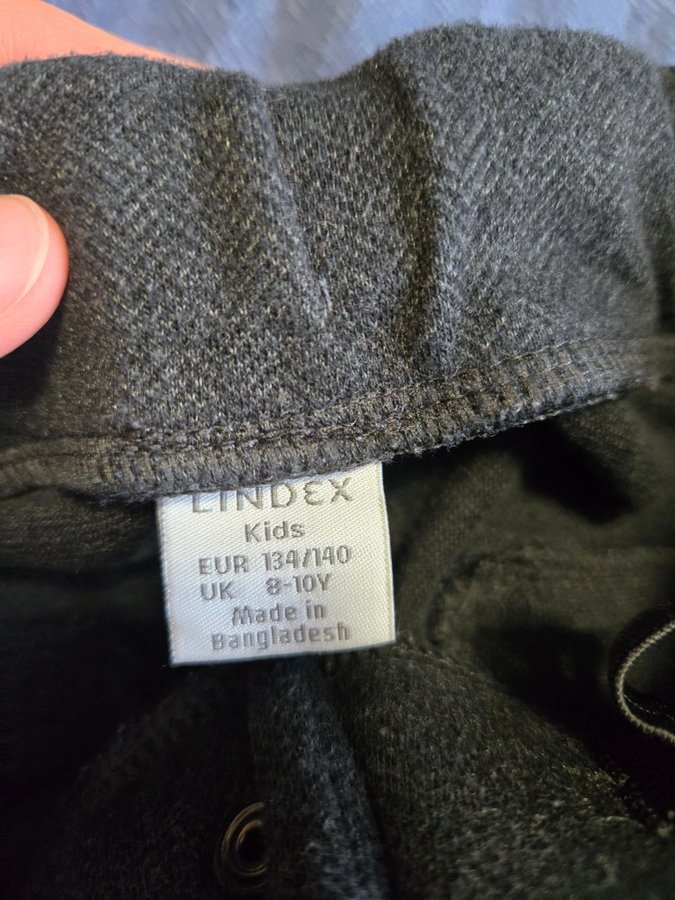 LINDEX
Kids
EUR 134/140
UK 8-10Y
Made in
Bangladesh